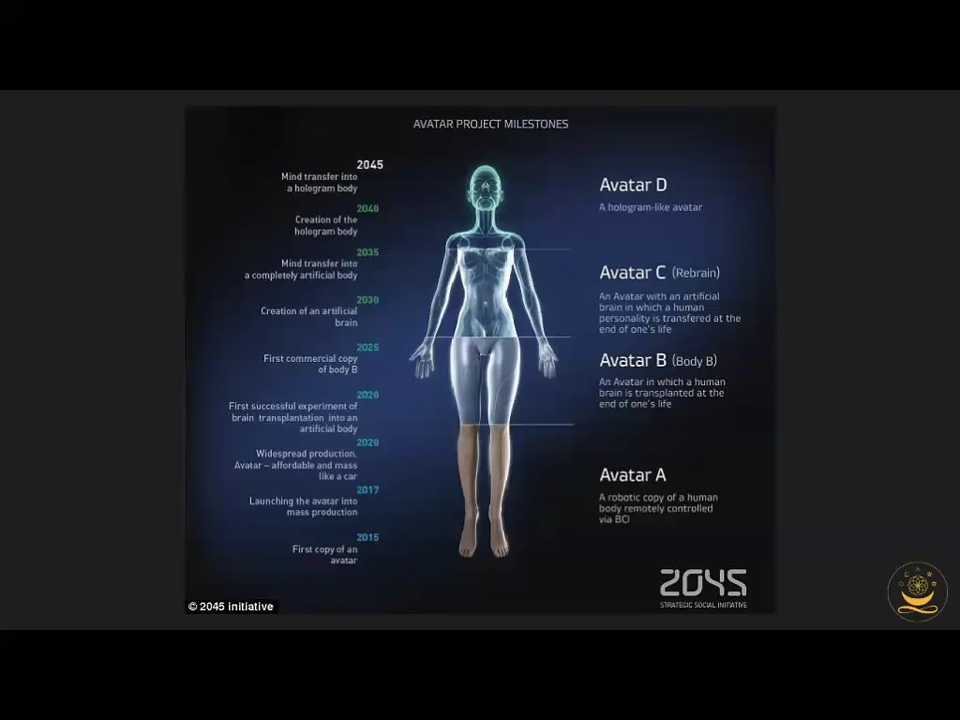 AVATAR PROJECT MILESTONES
2045
Mind transfer into
a hologram body
2040
Creation of the
hologram body
2035
Mind transfer into
a completely artificial body
2030
Creation of an artificial
brain
2025
First commercial copy
of body B
2020
First successful experiment of
brain transplantation into an
artificial body
2020
Widespread production.
Avatar – affordable and mass
like a car
2017
Launching the avatar into
mass production
2015
First copy of an
avatar
Avatar D
A hologram-like avatar
Avatar C (Rebrain)
An Avatar with an artificial
brain in which a human
personality is transfered at the
end of one's life
Avatar B (Body B)
An Avatar in which a human
brain is transplanted at the
end of one's life
Avatar A
A robotic copy of a human
body remotely controlled
via BCI
2045
STRATEGIC SOCIAL INITIATIVE
© 2045 initiative